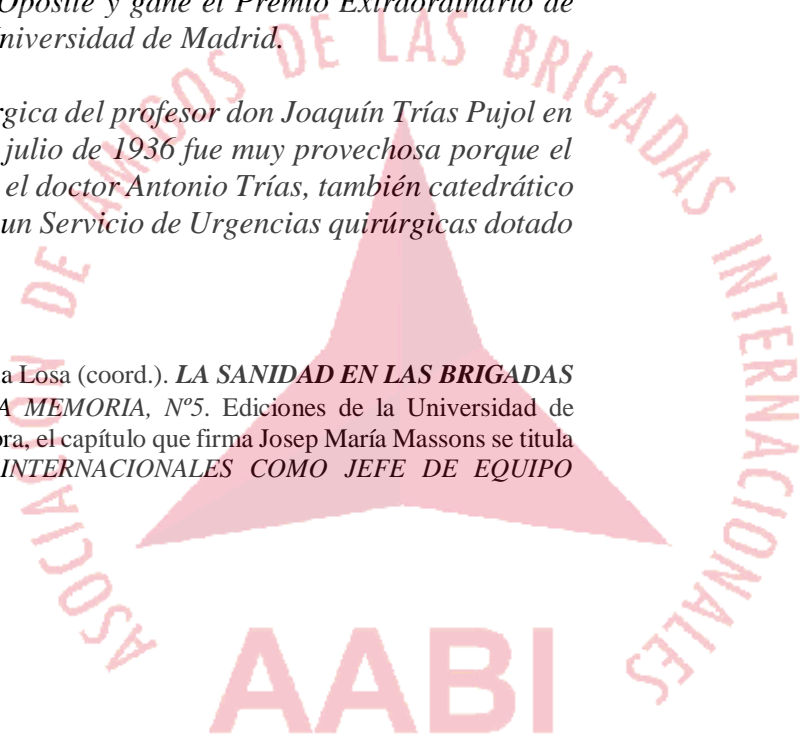 Oposité y gané el Premio Extraordinario de
niversidad de Madrid.
rgica del profesor don Joaquín Trías Pujol en
julio de 1936 fue muy provechosa porque el
el doctor Antonio Trías, también catedrático
un Servicio de Urgencias quirúrgicas dotado
a Losa (coord.). LA SANIDAD EN LAS BRIGADAS
A MEMORIA, Nº5. Ediciones de la Universidad de
ora, el capítulo que firma Josep María Massons se titula
INTERNACIONALES COMO JEFE DE EQUIPO
ASOCIACION DE AMIGOS DE LAS BRIGADAS INTERNACIONALES
AABI